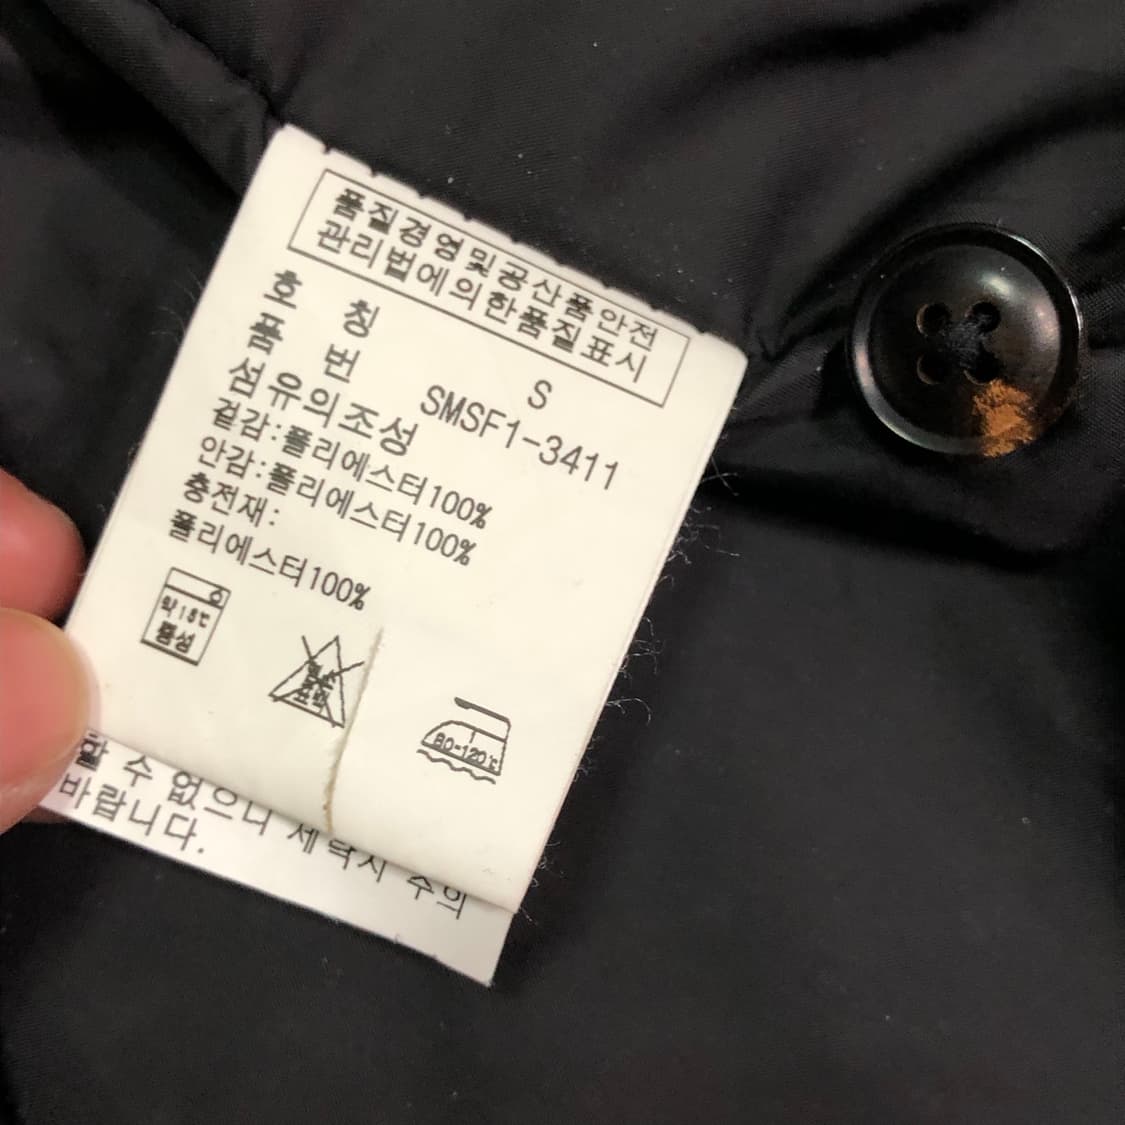 품질경영및공산품안전
관리법에의한품질표시
호 칭 S
품 번 SMSF1-3411
섬유의조성
겉감:폴리에스터100%
안감:폴리에스터100%
충전재:
폴리에스터100%
약18℃
중성
80-120℃
할 수 없으니 세탁시 주의
바랍니다.